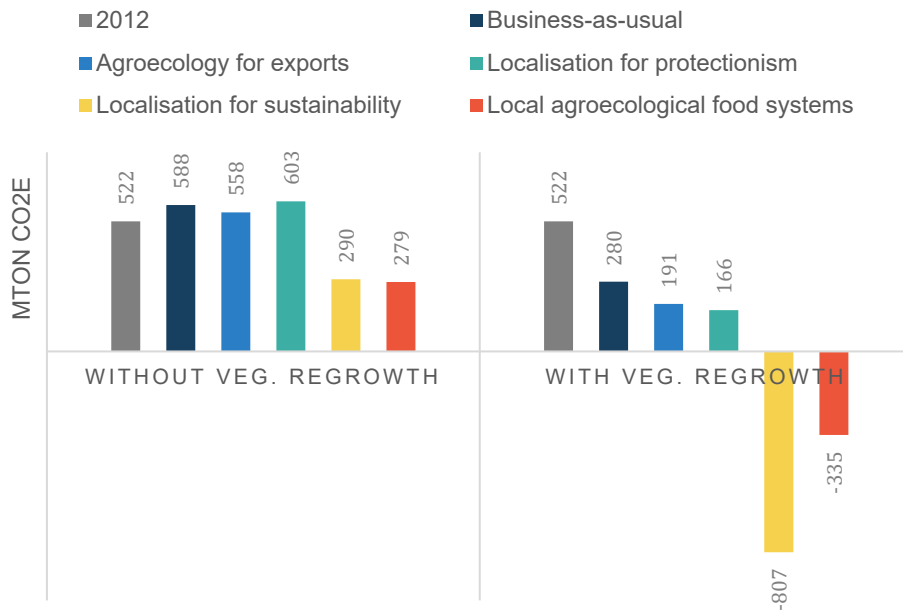 2012
Business-as-usual
Agroecology for exports
Localisation for protectionism
Localisation for sustainability
Local agroecological food systems
MTON CO2E
522
588
558
603
290
279
522
280
191
166
-807
-335
WITHOUT VEG. REGROWTH
WITH VEG. REGROWTH